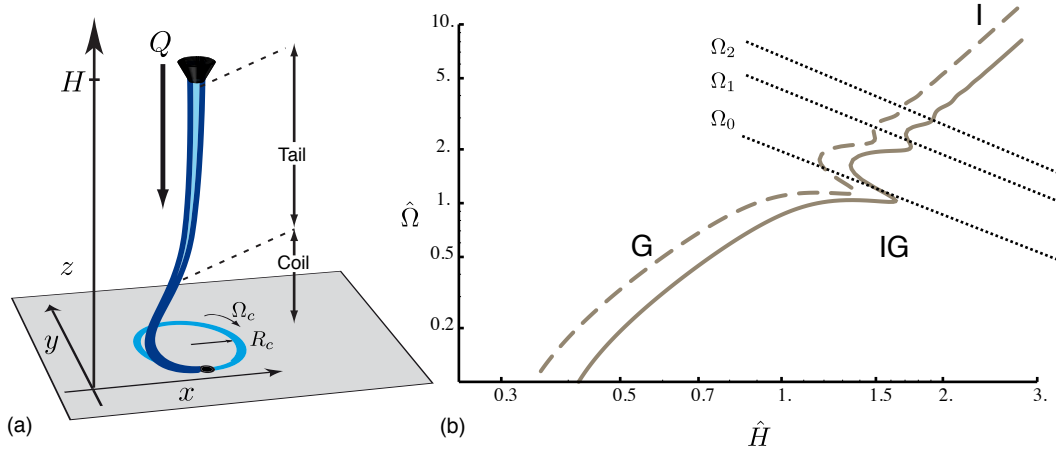 H
Q
Tail
Coil
z
Ω_c
R_c
y
x
(a)
10.
5.
2.
1.
0.5
0.2
Ω̂
I
Ω_2
Ω_1
Ω_0
G
IG
0.3
0.5
0.7
1.
1.5
2.
3.
Ĥ
(b)